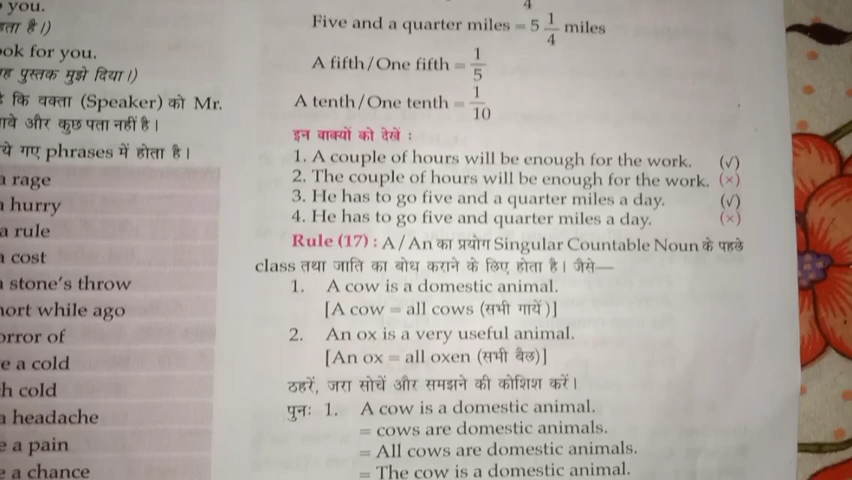 you.
ता है।)
ok for you.
ह पुस्तक मुझे दिया।)
है कि वक्ता (Speaker) को Mr.
और कुछ पता नहीं है।
ये गए phrases में होता है।
a rage
a hurry
a rule
a cost
a stone's throw
hort while ago
orror of
e a cold
h cold
a headache
e a pain
e a chance
4
Five and a quarter miles = 5 1/4 miles
A fifth/One fifth = 1/5
A tenth/One tenth = 1/10
इन वाक्यों को देखें :
1. A couple of hours will be enough for the work. (√)
2. The couple of hours will be enough for the work. (×)
3. He has to go five and a quarter miles a day. (√)
4. He has to go five and quarter miles a day. (×)
Rule (17) : A/An का प्रयोग Singular Countable Noun के पहले
class तथा जाति का बोध कराने के लिए होता है। जैसे—
1. A cow is a domestic animal.
[A cow = all cows (सभी गायें)]
2. An ox is a very useful animal.
[An ox = all oxen (सभी बैल)]
ठहरें, जरा सोचें और समझने की कोशिश करें।
पुनः 1. A cow is a domestic animal.
= cows are domestic animals.
= All cows are domestic animals.
= The cow is a domestic animal.